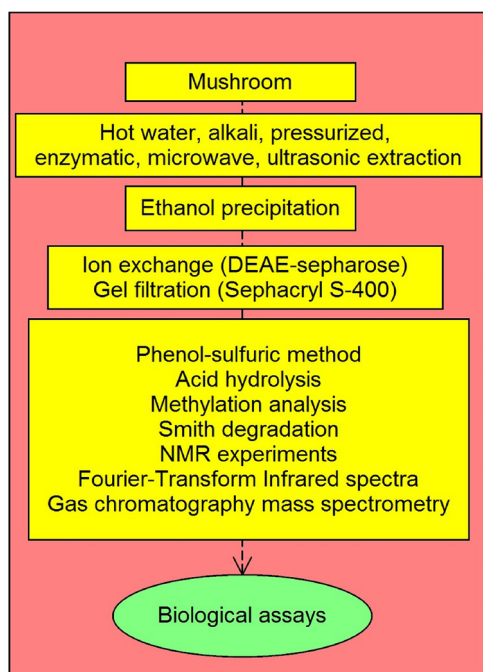 Mushroom
Hot water, alkali, pressurized,
enzymatic, microwave, ultrasonic extraction
Ethanol precipitation
Ion exchange (DEAE-sepharose)
Gel filtration (Sephacryl S-400)
Phenol-sulfuric method
Acid hydrolysis
Methylation analysis
Smith degradation
NMR experiments
Fourier-Transform Infrared spectra
Gas chromatography mass spectrometry
Biological assays